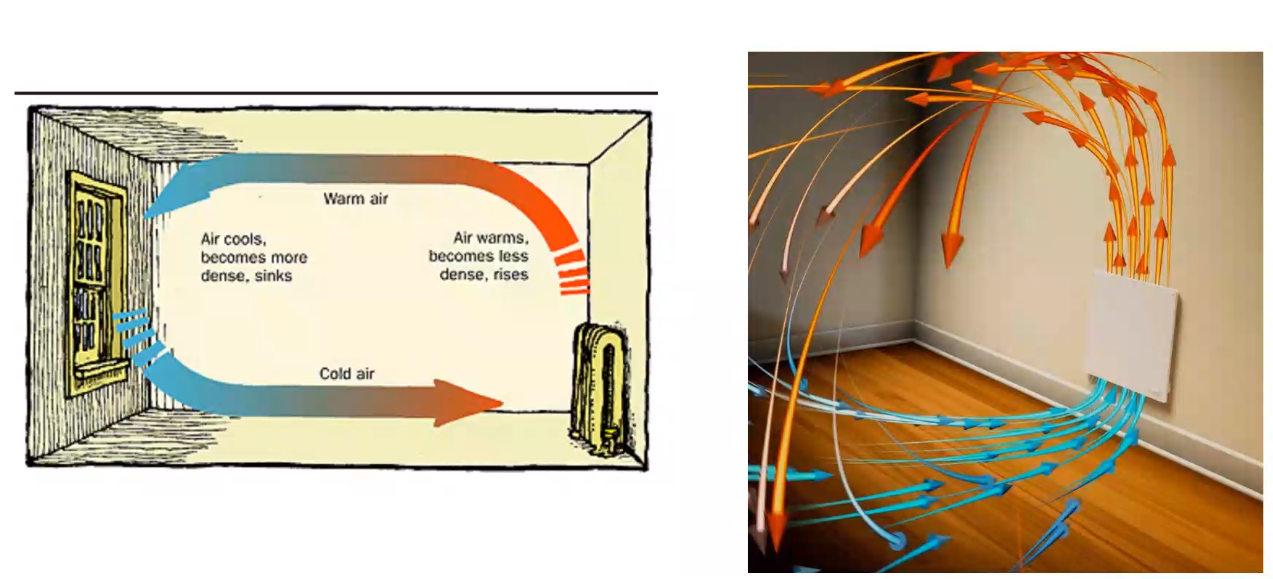 Warm air
Air cools,
becomes more
dense, sinks
Air warms,
becomes less
dense, rises
Cold air